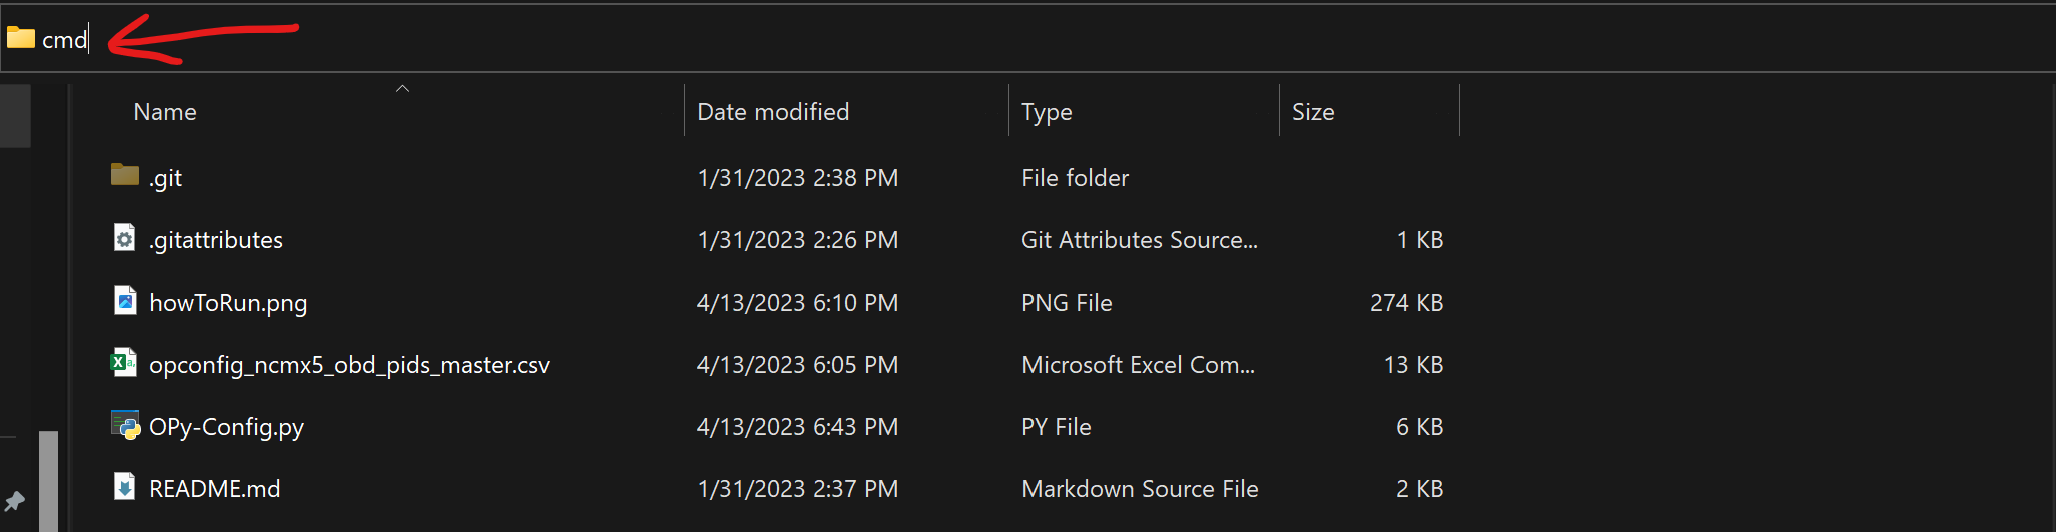 cmd
Name Date modified Type Size
.git 1/31/2023 2:38 PM File folder
.gitattributes 1/31/2023 2:26 PM Git Attributes Source... 1 KB
howToRun.png 4/13/2023 6:10 PM PNG File 274 KB
opconfig_ncmx5_obd_pids_master.csv 4/13/2023 6:05 PM Microsoft Excel Com... 13 KB
OPy-Config.py 4/13/2023 6:43 PM PY File 6 KB
README.md 1/31/2023 2:37 PM Markdown Source File 2 KB